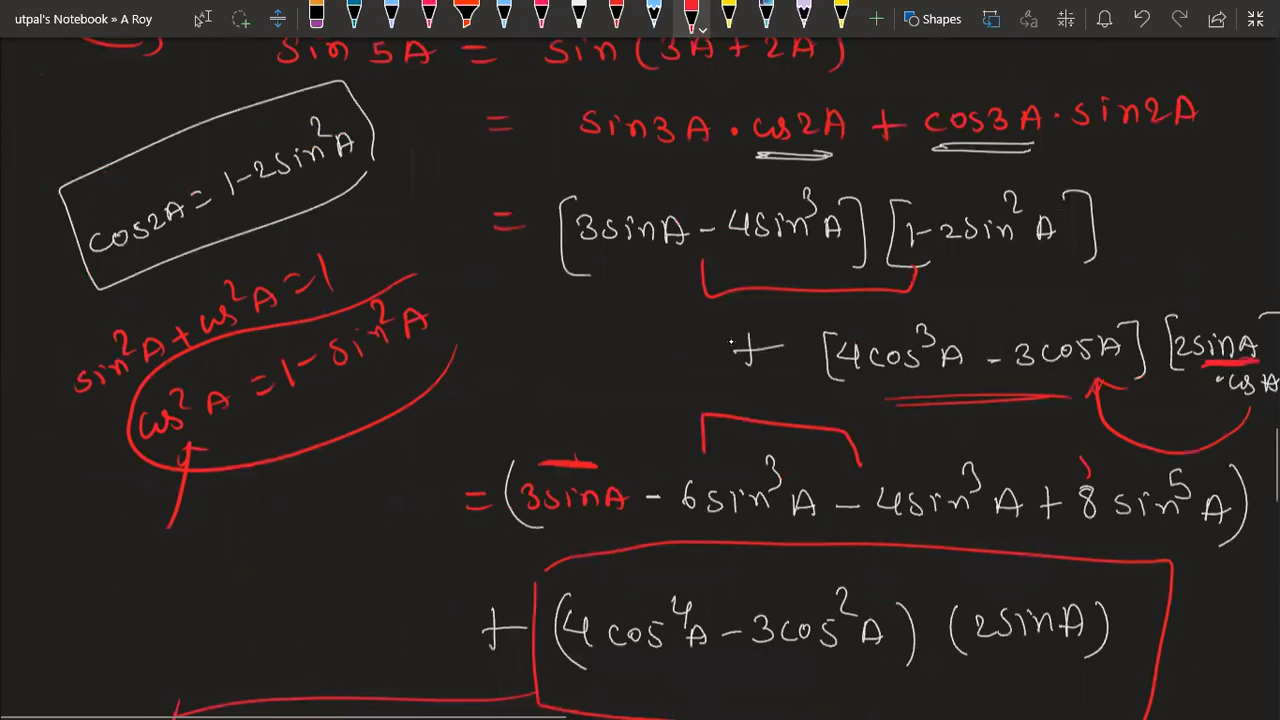 utpal's Notebook » A Roy
Shapes
sin 5A = sin (3A + 2A)
= sin3A . cos2A + cos3A . sin2A
cos2A = 1 - 2sin²A
= [3sinA - 4sin³A] [1 - 2sin²A]
sin²A + cos²A = 1
cos²A = 1 - sin²A
+ [4cos³A - 3cosA] [2sinA
.cosA
= (3sinA - 6sin³A - 4sin³A + 8 sin⁵A)
+ (4cos⁴A - 3cos²A) (2sinA)